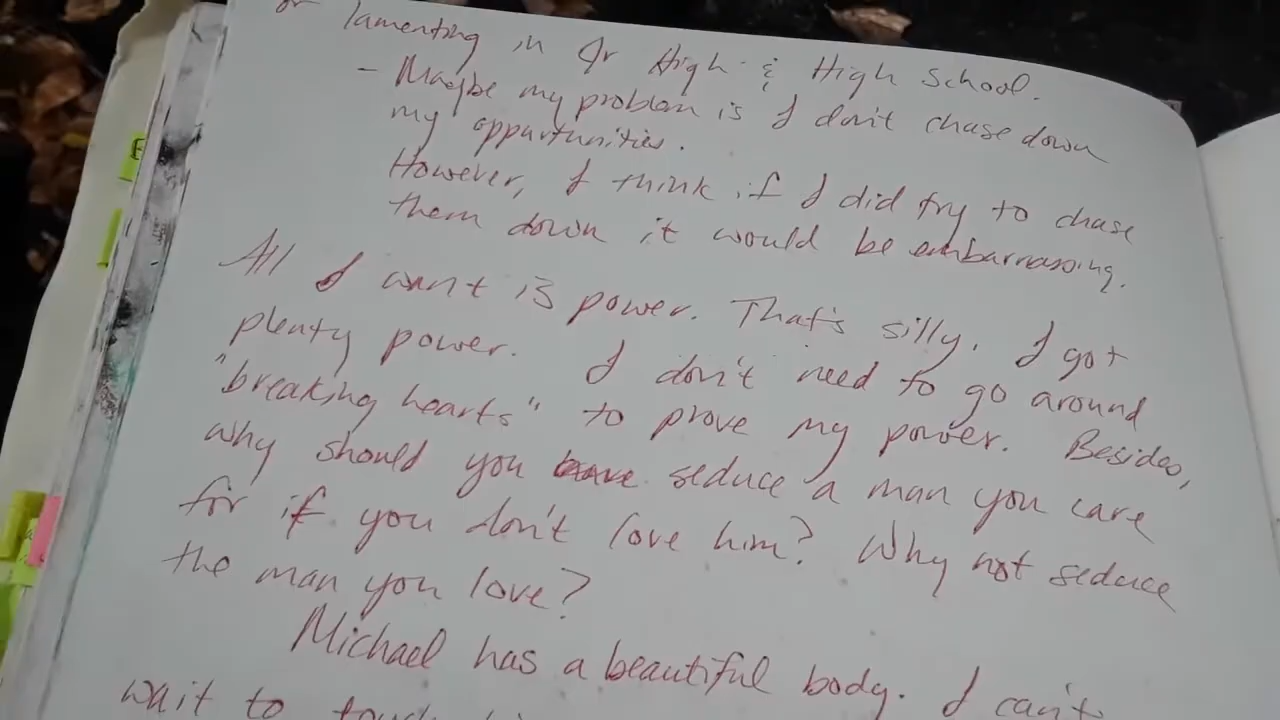 or lamenting in Jr High & High School.
- Maybe my problem is I don't chase down
my oppurtunities.
However, I think if I did try to chase
them down it would be embarrassing.
All I want is power. That's silly. I got
plenty power. I don't need to go around
"breaking hearts" to prove my power. Besides,
why should you seduce a man you care
for if you don't love him? Why not seduce
the man you love?
Michael has a beautiful body. I can't
wait to touch